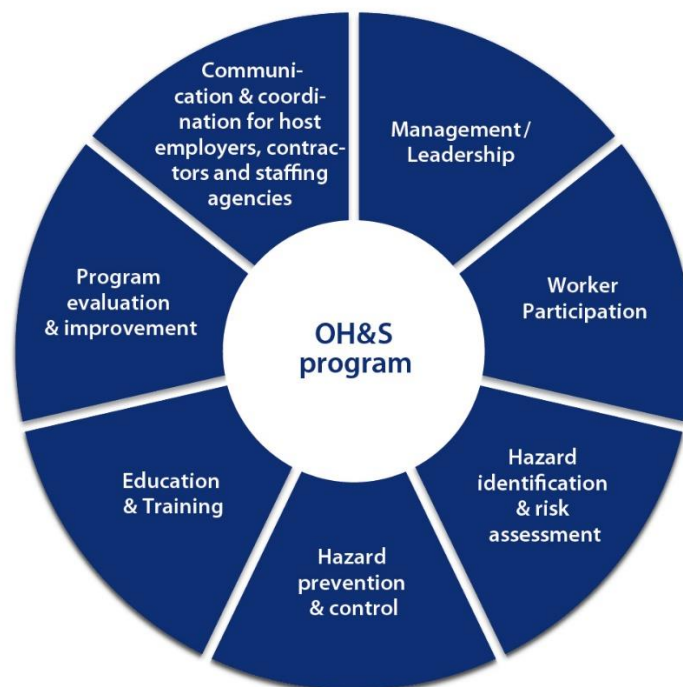 Communi-
cation & coordi-
nation for host
employers, contrac-
tors and staffing
agencies
Management/
Leadership
Worker
Participation
Hazard
identification
& risk
assessment
Hazard
prevention
& control
Education
& Training
Program
evaluation
& improvement
OH&S
program